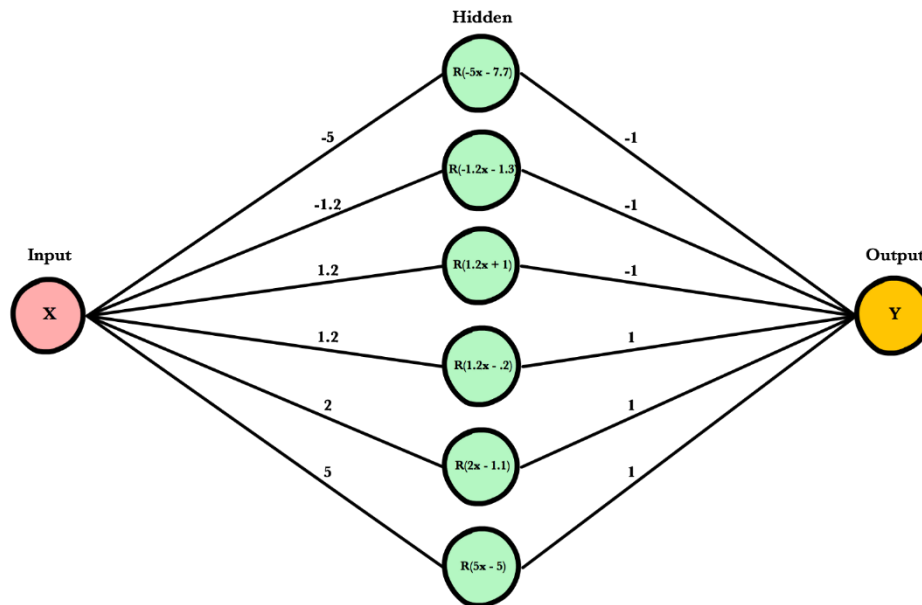 Hidden
R(-5x - 7.7)
-5
-1
R(-1.2x - 1.3)
-1.2
-1
Input
R(1.2x + 1)
Output
1.2
-1
X
Y
1.2
R(1.2x - .2)
1
2
R(2x - 1.1)
1
5
1
R(5x - 5)